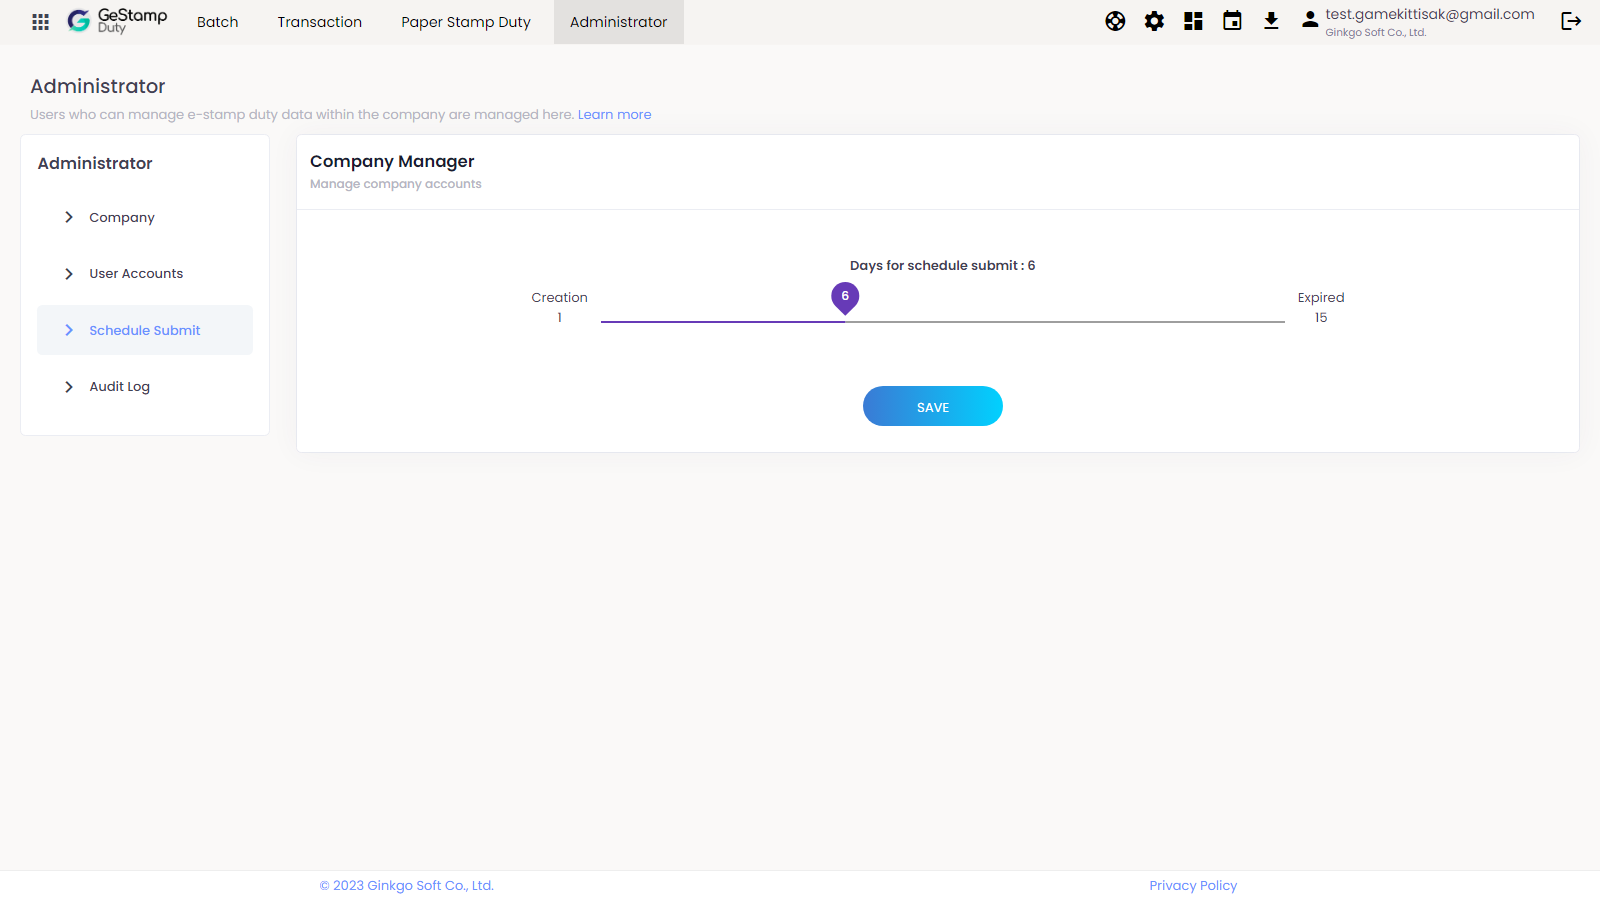 GeStamp
Duty
Batch
Transaction
Paper Stamp Duty
Administrator
test.gamekittisak@gmail.com
Ginkgo Soft Co., Ltd.
Administrator
Users who can manage e-stamp duty data within the company are managed here. Learn more
Administrator
Company
User Accounts
Schedule Submit
Audit Log
Company Manager
Manage company accounts
Days for schedule submit : 6
Creation
1
6
Expired
15
SAVE
© 2023 Ginkgo Soft Co., Ltd.
Privacy Policy